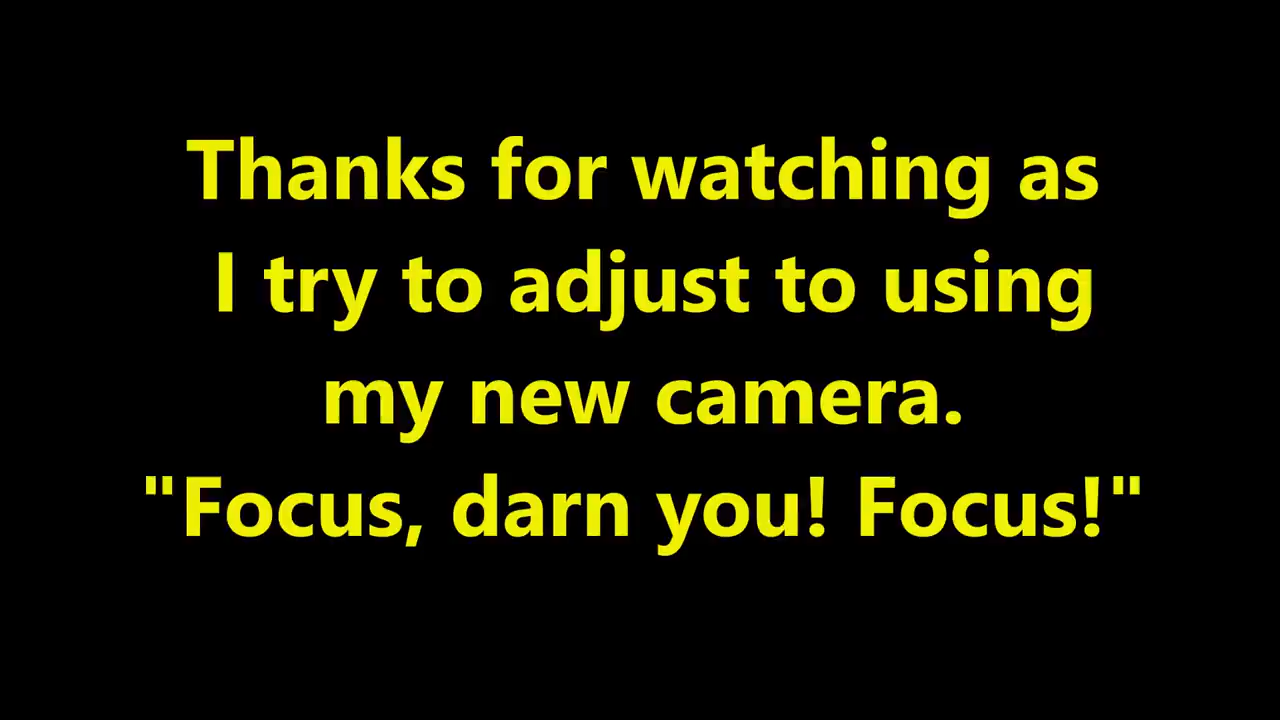 Thanks for watching as
I try to adjust to using
my new camera.
"Focus, darn you! Focus!"